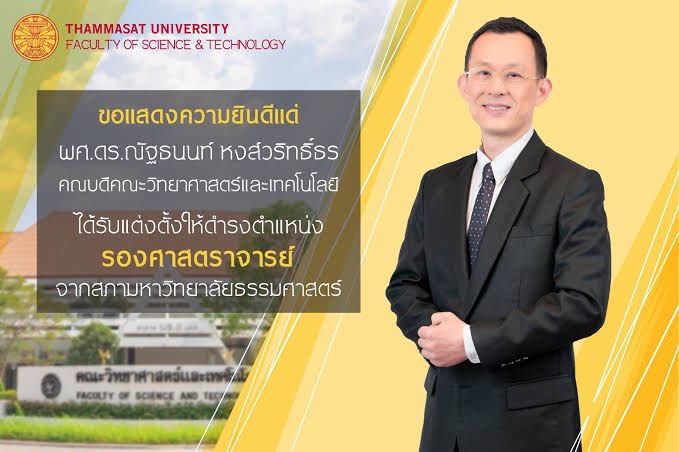 THAMMASAT UNIVERSITY
FACULTY OF SCIENCE & TECHNOLOGY
ขอแสดงความยินดีแด่
ผศ.ดร.ณัฐธนนท์ หงส์วริทธิ์ธร
คณบดีคณะวิทยาศาสตร์และเทคโนโลยี
ได้รับแต่งตั้งให้ดำรงตำแหน่ง
รองศาสตราจารย์
จากสภามหาวิทยาลัยธรรมศาสตร์
คณะวิทยาศาสตร์และเทคโนโ
FACULTY OF SCIENCE AND TECHNOLO